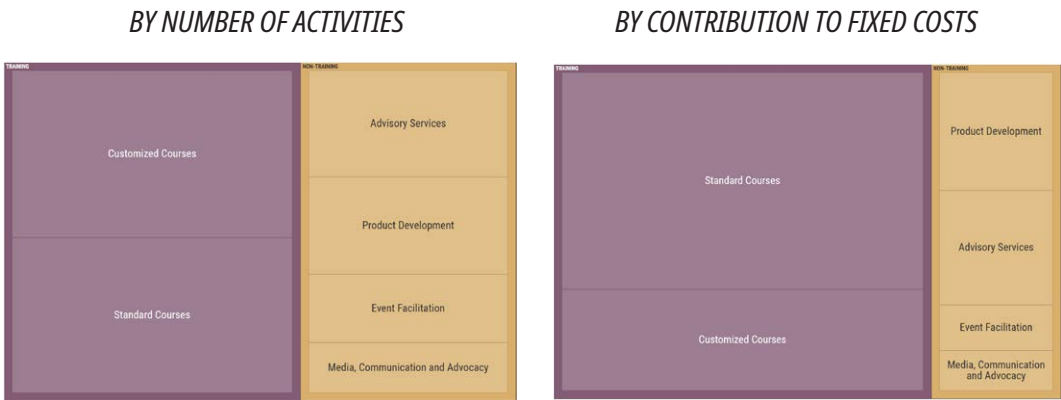 BY NUMBER OF ACTIVITIES
TRAINING
Customized Courses
Standard Courses
NON-TRAINING
Advisory Services
Product Development
Event Facilitation
Media, Communication and Advocacy
BY CONTRIBUTION TO FIXED COSTS
TRAINING
Standard Courses
Customized Courses
NON-TRAINING
Product Development
Advisory Services
Event Facilitation
Media, Communication
and Advocacy